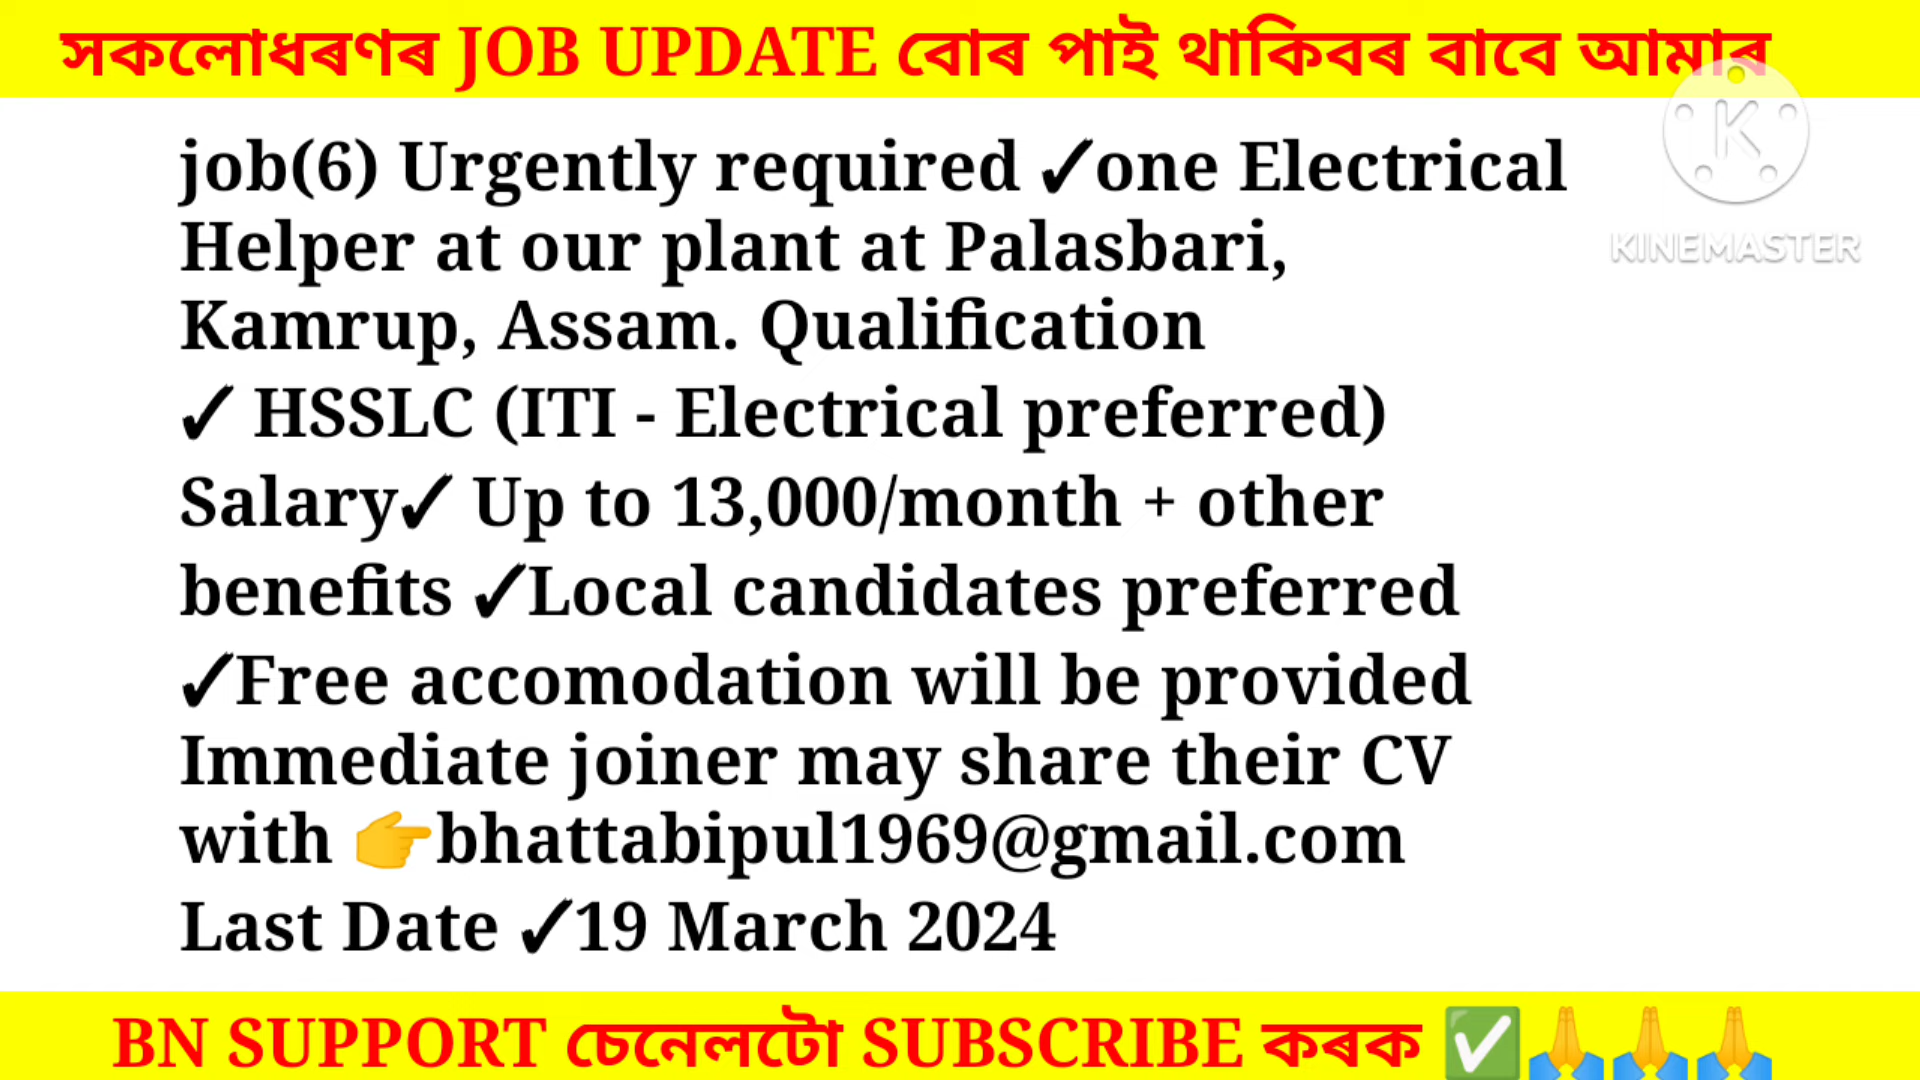 সকলোধৰণৰ JOB UPDATE বোৰ পাই থাকিবৰ বাবে আমাৰ
job(6) Urgently required ✓one Electrical
Helper at our plant at Palasbari,
Kamrup, Assam. Qualification
✓ HSSLC (ITI - Electrical preferred)
Salary✓ Up to 13,000/month + other
benefits ✓Local candidates preferred
✓Free accomodation will be provided
Immediate joiner may share their CV
with 👉bhattabipul1969@gmail.com
Last Date ✓19 March 2024
BN SUPPORT চেনেলটো SUBSCRIBE কৰক ✅🙏🙏🙏
K
KINEMASTER